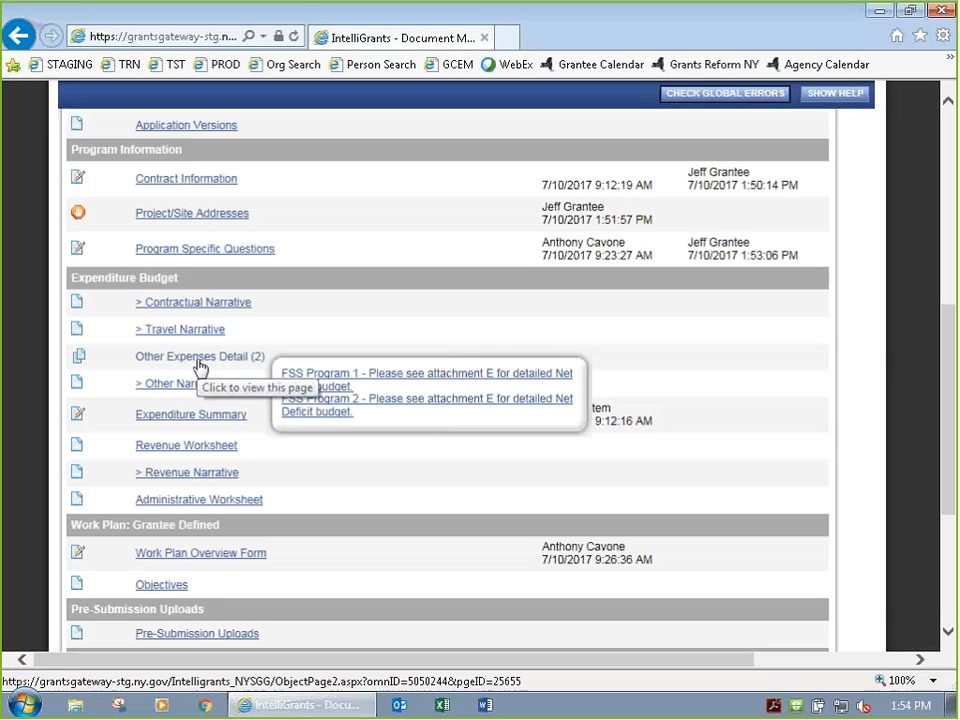 https://grantsgateway-stg.n...
IntelliGrants - Document M...
STAGING TRN TST PROD Org Search Person Search GCEM WebEx Grantee Calendar Grants Reform NY Agency Calendar
CHECK GLOBAL ERRORS SHOW HELP
Application Versions
Program Information
Contract Information 7/10/2017 9:12:19 AM Jeff Grantee 7/10/2017 1:50:14 PM
Project/Site Addresses Jeff Grantee 7/10/2017 1:51:57 PM
Program Specific Questions Anthony Cavone 7/10/2017 9:23:27 AM Jeff Grantee 7/10/2017 1:53:06 PM
Expenditure Budget
> Contractual Narrative
> Travel Narrative
Other Expenses Detail (2)
FSS Program 1 - Please see attachment E for detailed Net
budget.
FSS Program 2 - Please see attachment E for detailed Net
Deficit budget.
> Other Nar
Click to view this page
Expenditure Summary tem 9:12:16 AM
Revenue Worksheet
> Revenue Narrative
Administrative Worksheet
Work Plan: Grantee Defined
Work Plan Overview Form Anthony Cavone 7/10/2017 9:26:36 AM
Objectives
Pre-Submission Uploads
Pre-Submission Uploads
https://grantsgateway-stg.ny.gov/Intelligrants_NYSGG/ObjectPage2.aspx?omnID=5050244&pgeID=25655
100%
IntelliGrants - Docu...
1:54 PM